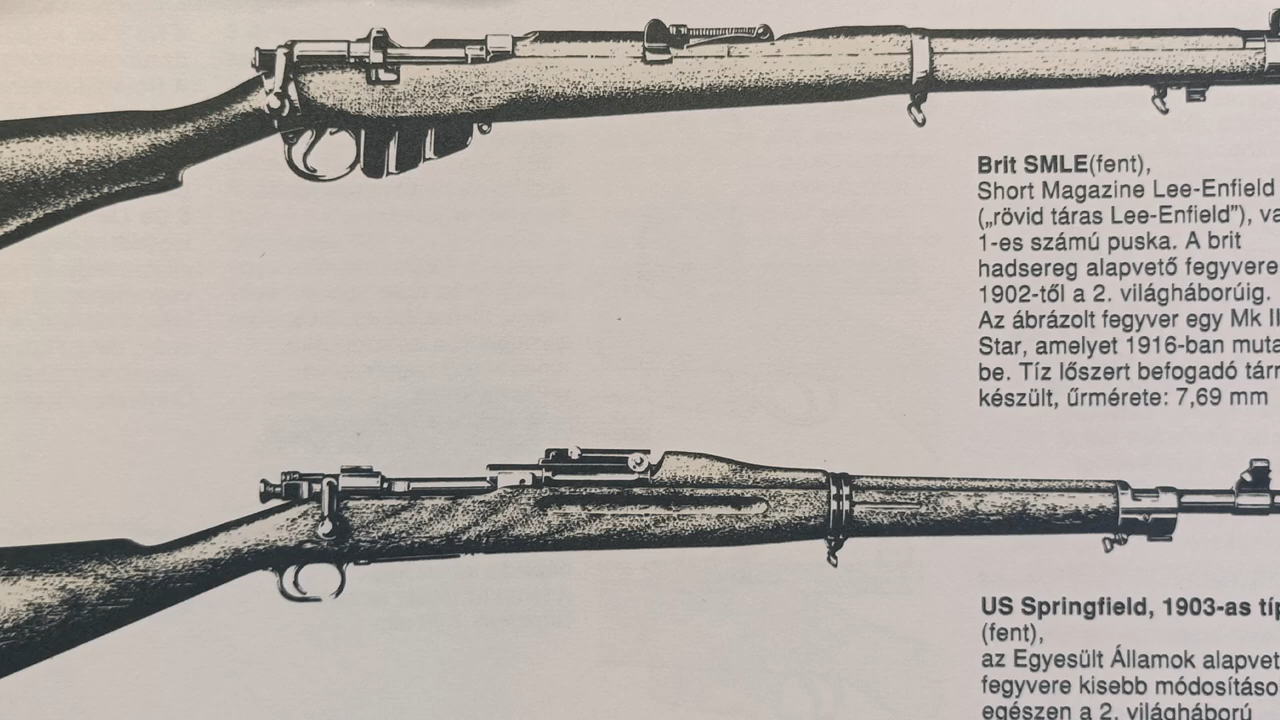 Brit SMLE(fent),
Short Magazine Lee-Enfield
(„rövid táras Lee-Enfield”),
1-es számú puska. A brit
hadsereg alapvető fegyvere
1902-től a 2. világháborúig.
Az ábrázolt fegyver egy Mk
Star, amelyet 1916-ban
be. Tíz lőszert befogadó
készült, űrmérete: 7,69 mm
US Springfield, 1903-as
(fent),
az Egyesült Államok
fegyvere kisebb
egészen a 2. világháború